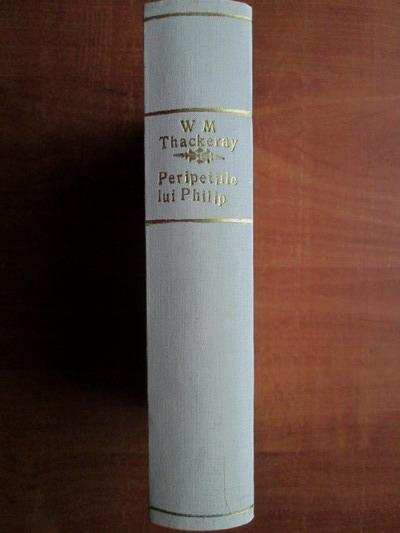 W M
Thackeray
Peripețiile
lui Philip